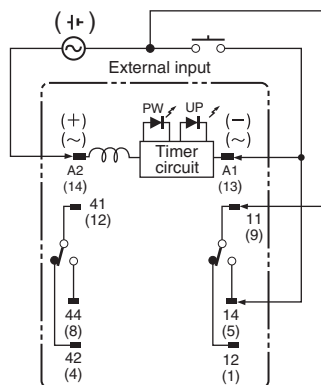 External input
(+)
(~)
PW
UP
(−)
(~)
Timer
circuit
A2
(14)
A1
(13)
41
(12)
11
(9)
44
(8)
14
(5)
42
(4)
12
(1)